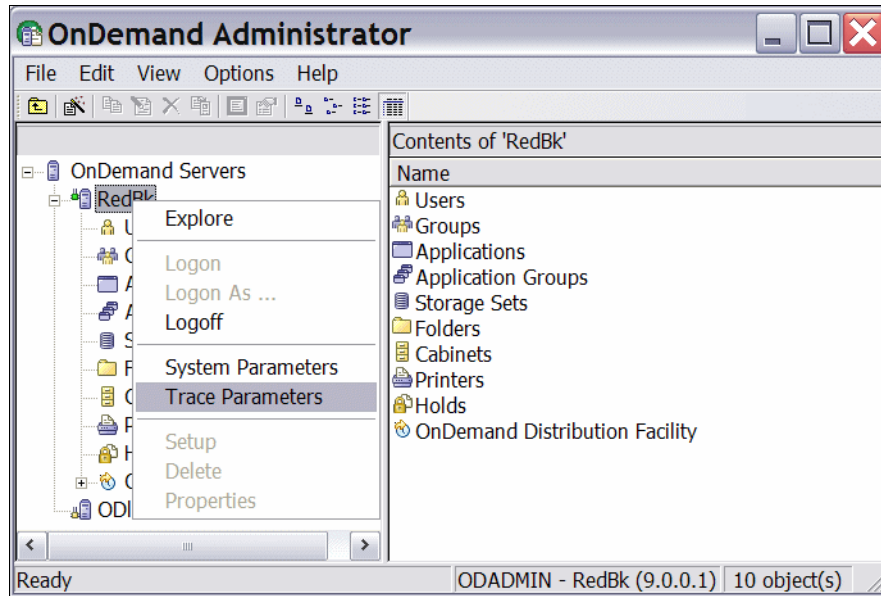 OnDemand Administrator
File Edit View Options Help
Contents of 'RedBk'
OnDemand Servers
RedBk
Explore
Logon
Logon As ...
Logoff
System Parameters
Trace Parameters
Setup
Delete
Properties
Name
Users
Groups
Applications
Application Groups
Storage Sets
Folders
Cabinets
Printers
Holds
OnDemand Distribution Facility
Ready
ODADMIN - RedBk (9.0.0.1)
10 object(s)